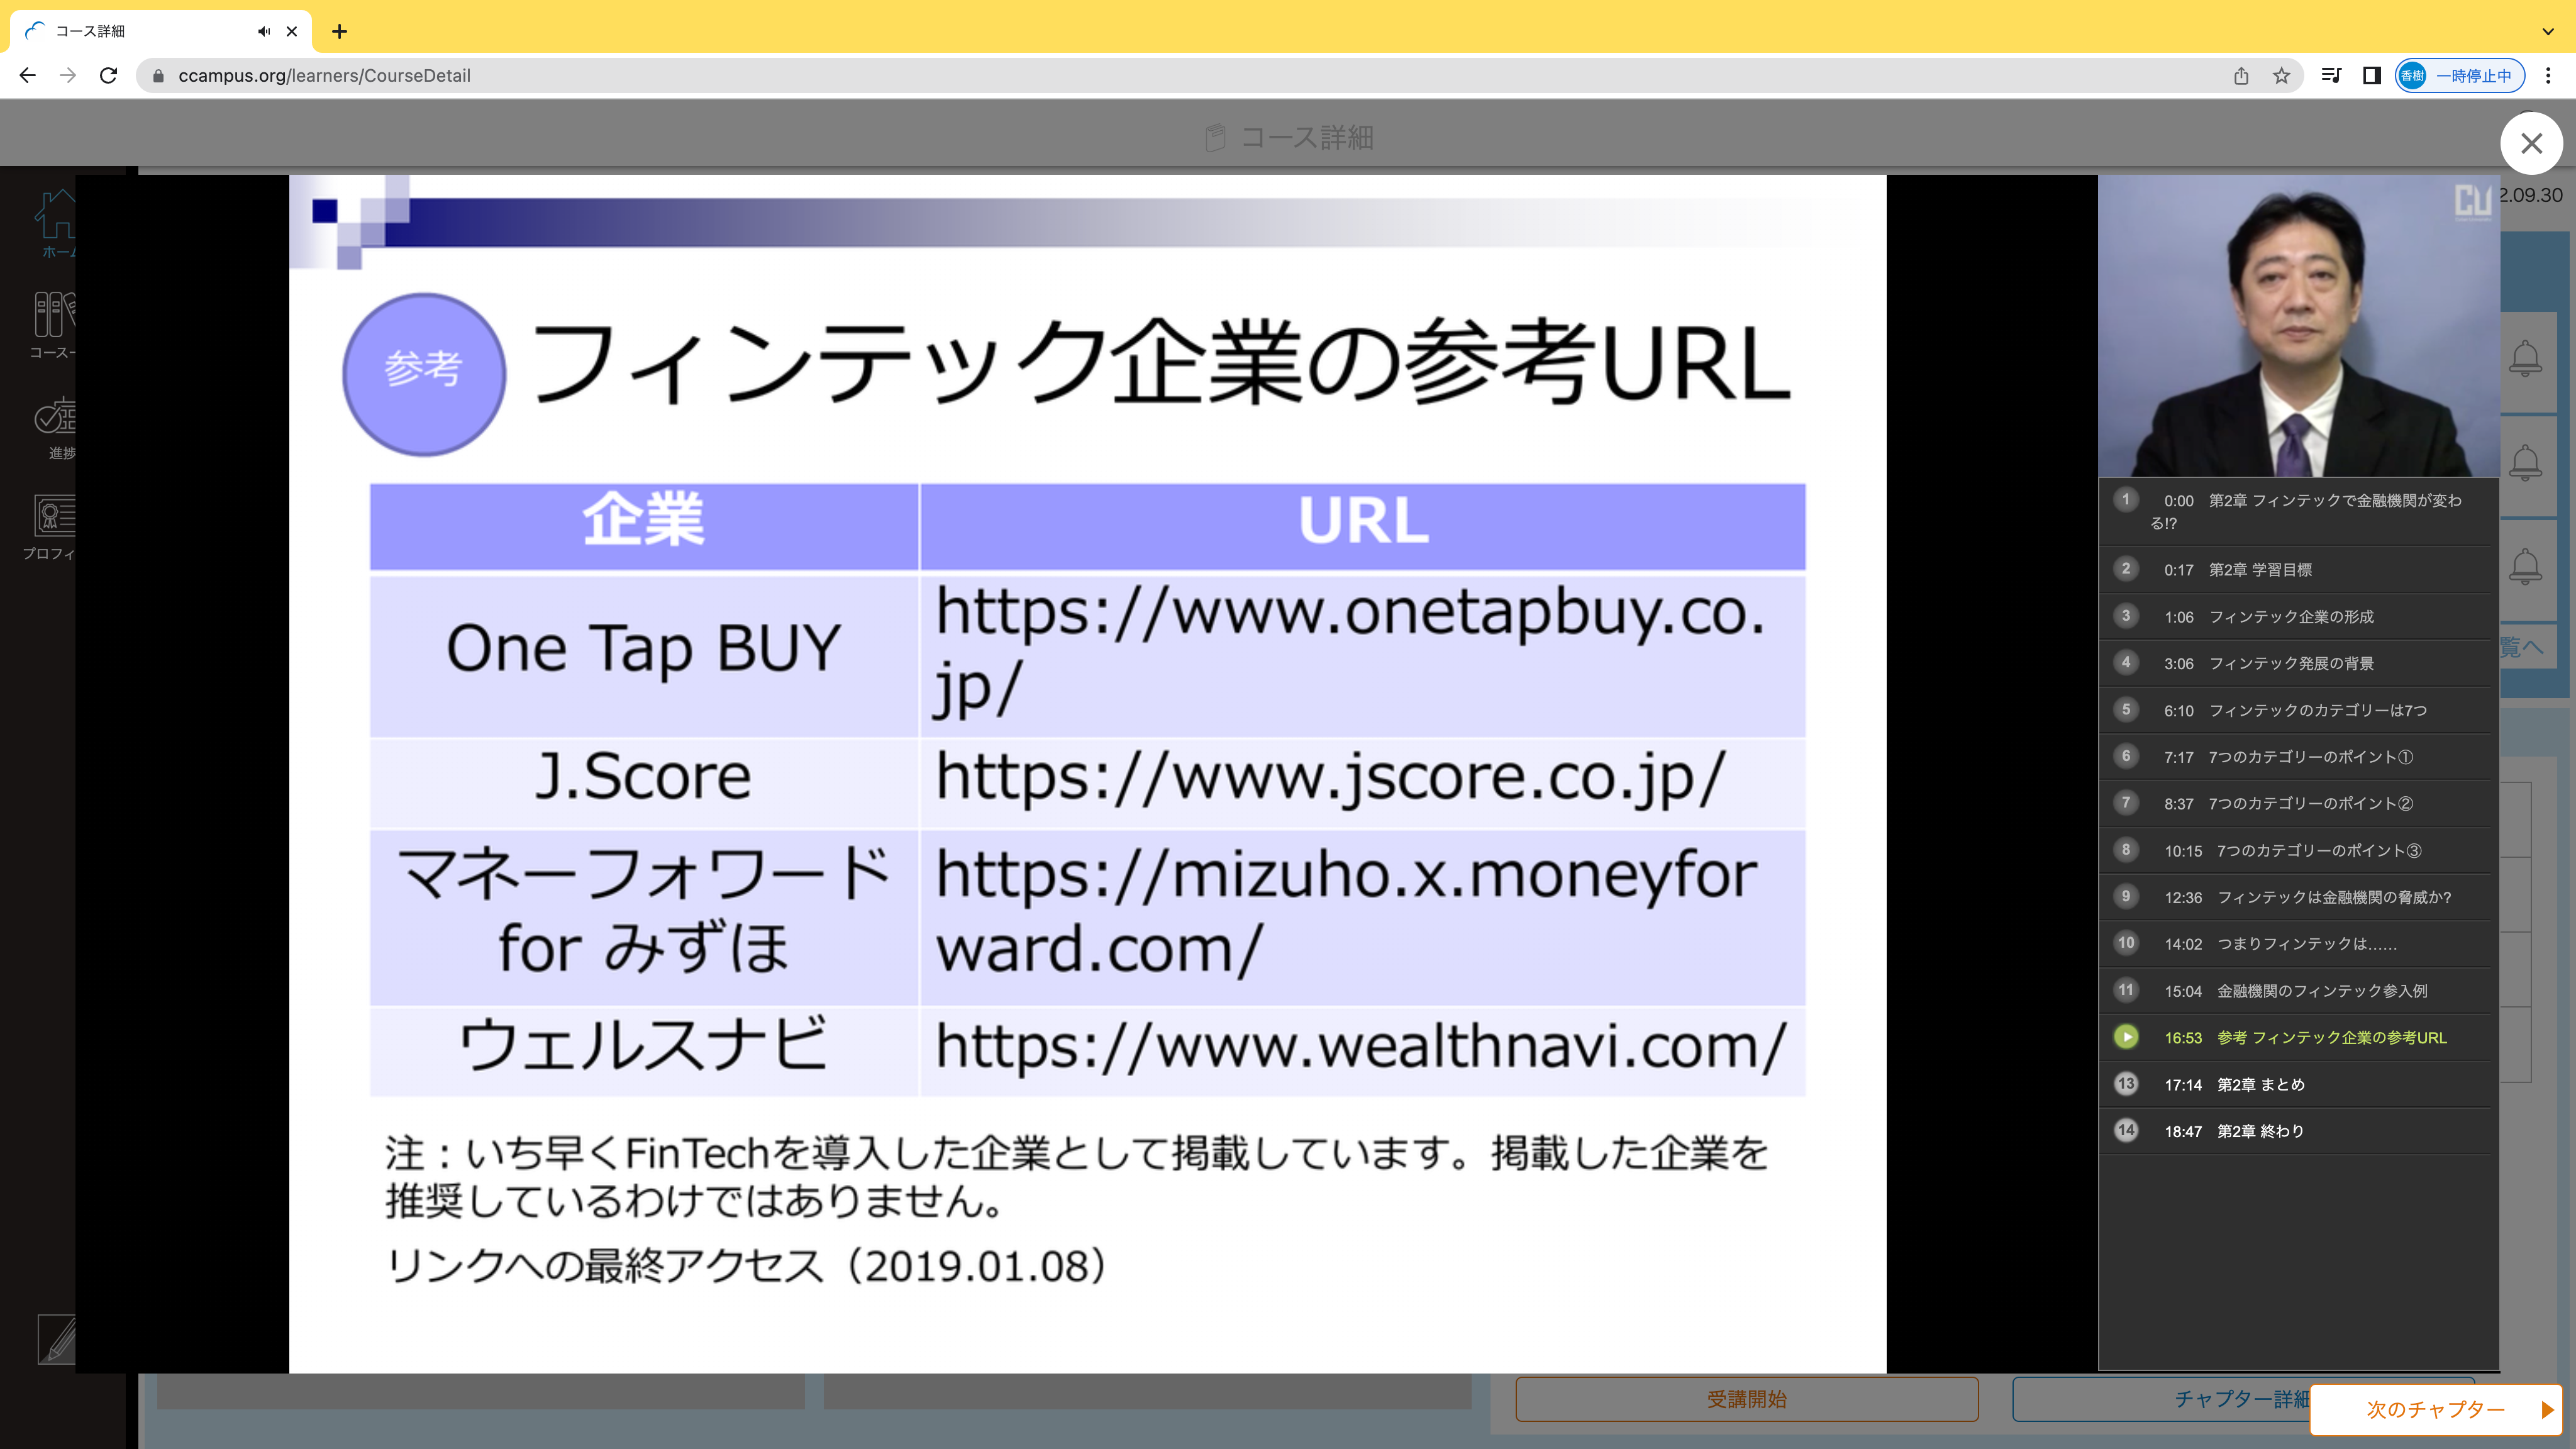 コース詳細
ccampus.org/learners/CourseDetail
香樹 一時停止中
コース詳細
2.09.30
ホーム
コース一
進捗
プロフィ
参考 フィンテック企業の参考URL
企業 URL
One Tap BUY
https://www.onetapbuy.co.
jp/
J.Score https://www.jscore.co.jp/
マネーフォワード
for みずほ
https://mizuho.x.moneyfor
ward.com/
ウェルスナビ https://www.wealthnavi.com/
注：いち早くFinTechを導入した企業として掲載しています。掲載した企業を
推奨しているわけではありません。
リンクへの最終アクセス（2019.01.08）
CU
1 0:00 第2章 フィンテックで金融機関が変わ
る!?
2 0:17 第2章 学習目標
3 1:06 フィンテック企業の形成
4 3:06 フィンテック発展の背景
5 6:10 フィンテックのカテゴリーは7つ
6 7:17 7つのカテゴリーのポイント①
7 8:37 7つのカテゴリーのポイント②
8 10:15 7つのカテゴリーのポイント③
9 12:36 フィンテックは金融機関の脅威か?
10 14:02 つまりフィンテックは……
11 15:04 金融機関のフィンテック参入例
16:53 参考 フィンテック企業の参考URL
13 17:14 第2章 まとめ
14 18:47 第2章 終わり
覧へ
受講開始
チャプター詳細
次のチャプター